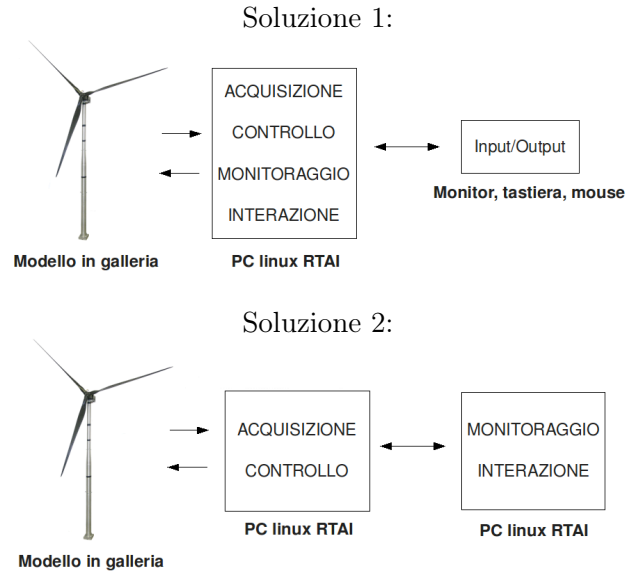 Soluzione 1:
ACQUISIZIONE
CONTROLLO
MONITORAGGIO
INTERAZIONE
Input/Output
Monitor, tastiera, mouse
Modello in galleria
PC linux RTAI
Soluzione 2:
ACQUISIZIONE
CONTROLLO
MONITORAGGIO
INTERAZIONE
PC linux RTAI
PC linux RTAI
Modello in galleria